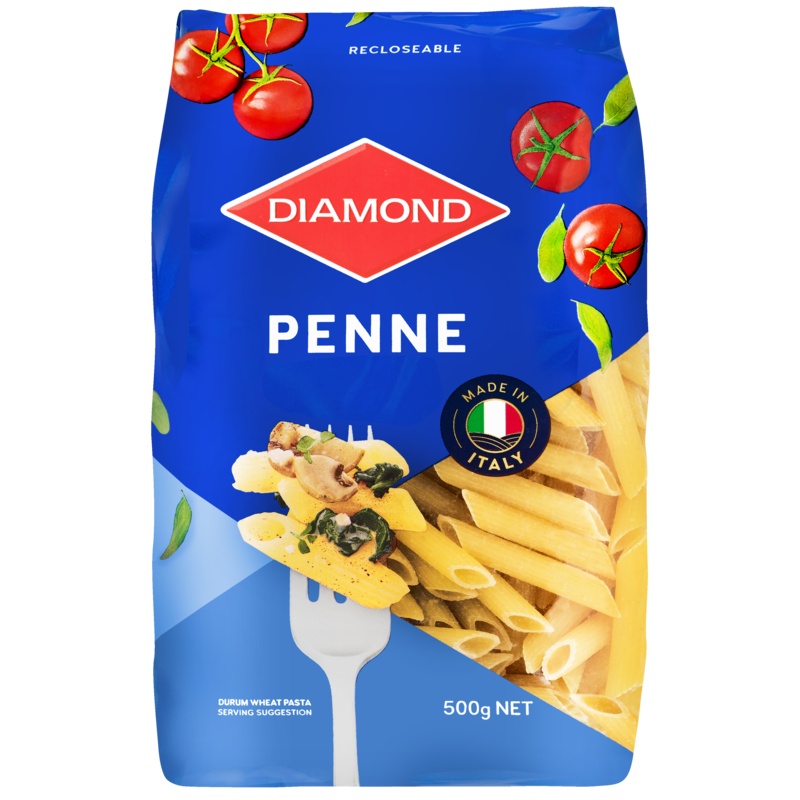 RECLOSEABLE
DIAMOND
PENNE
MADE IN
ITALY
DURUM WHEAT PASTA
SERVING SUGGESTION
500g NET